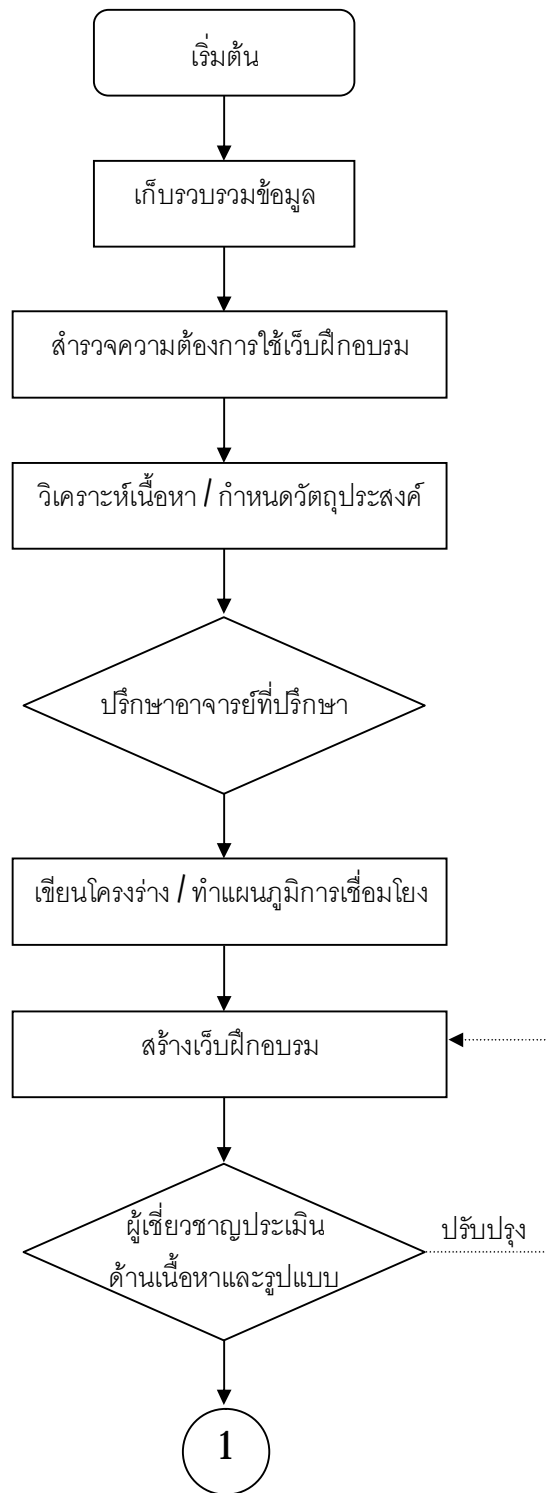 เริ่มต้น
เก็บรวบรวมข้อมูล
สำรวจความต้องการใช้เว็บฝึกอบรม
วิเคราะห์เนื้อหา / กำหนดวัตถุประสงค์
ปรึกษาอาจารย์ที่ปรึกษา
เขียนโครงร่าง / ทำแผนภูมิการเชื่อมโยง
สร้างเว็บฝึกอบรม
ผู้เชี่ยวชาญประเมิน
ด้านเนื้อหาและรูปแบบ
ปรับปรุง
1